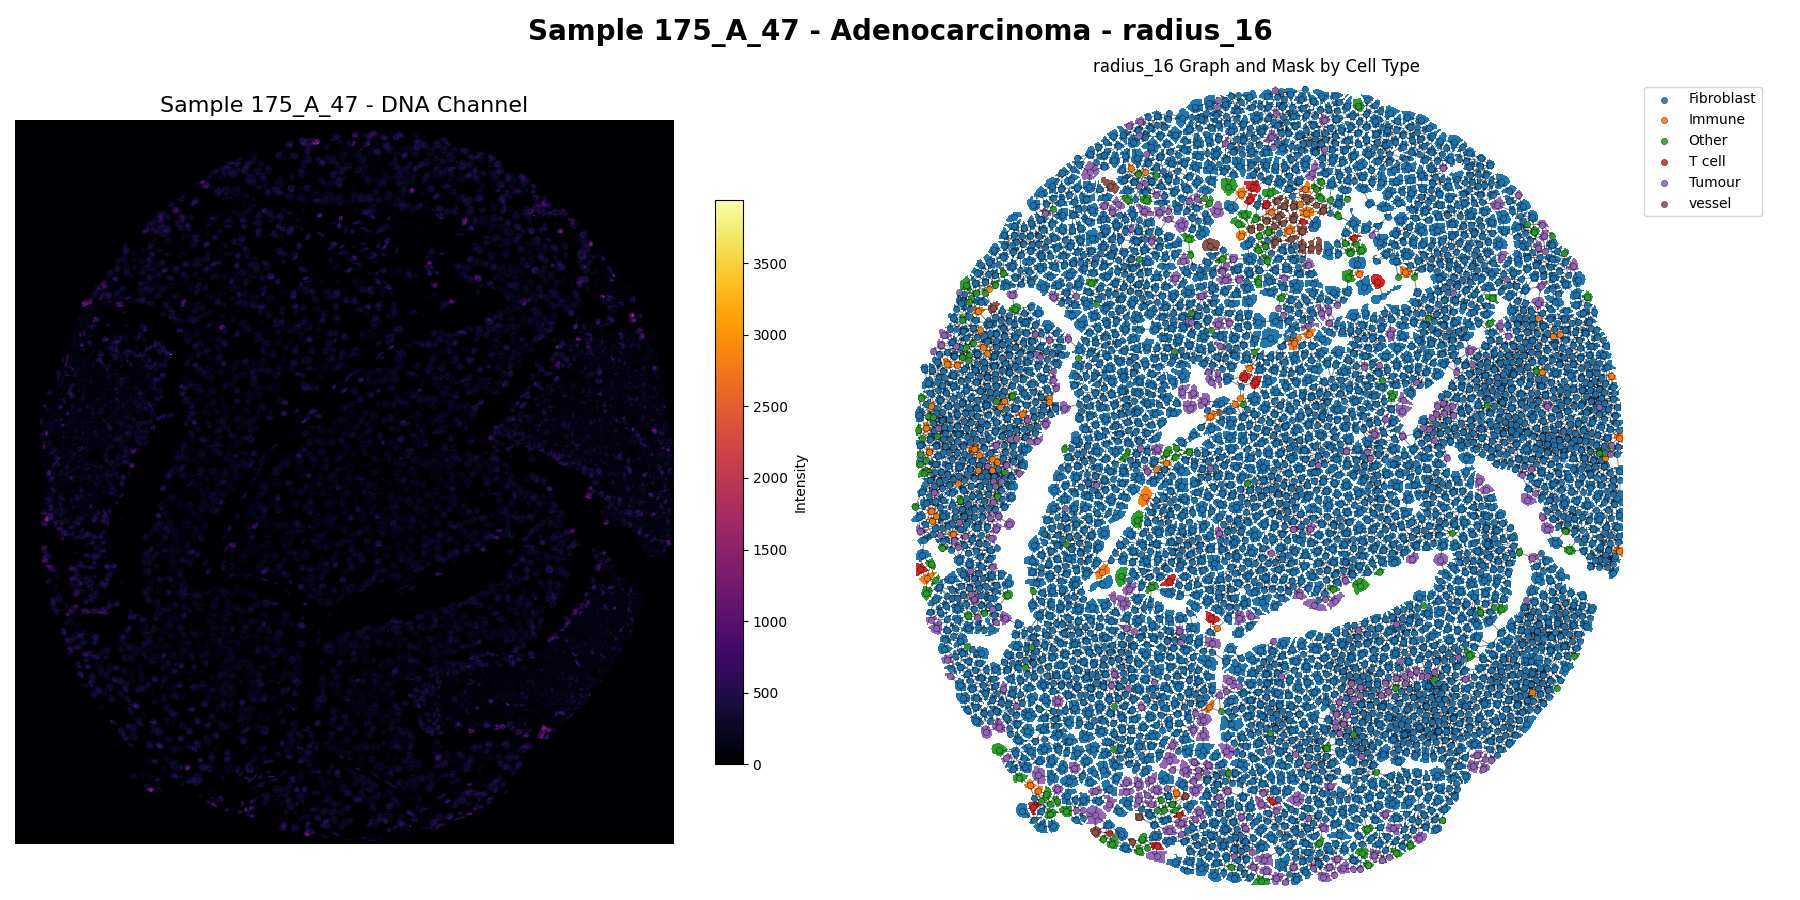 Sample 175_A_47 - Adenocarcinoma - radius_16
Sample 175_A_47 - DNA Channel
3500
3000
2500
2000
1500
1000
500
0
Intensity
radius_16 Graph and Mask by Cell Type
Fibroblast
Immune
Other
T cell
Tumour
vessel